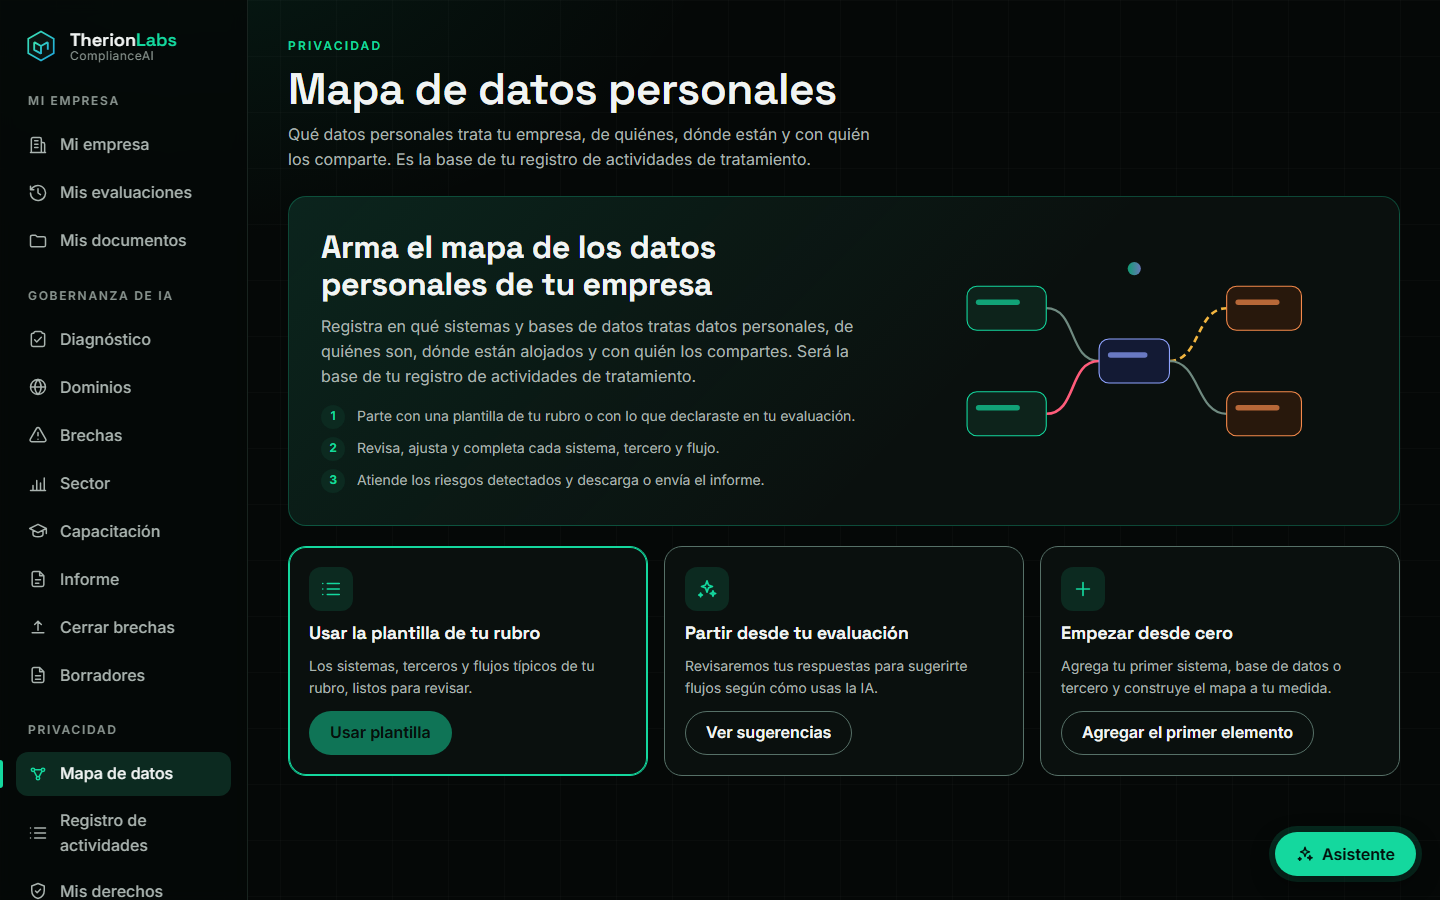 TherionLabs
ComplianceAI
MI EMPRESA
Mi empresa
Mis evaluaciones
Mis documentos
GOBERNANZA DE IA
Diagnóstico
Dominios
Brechas
Sector
Capacitación
Informe
Cerrar brechas
Borradores
PRIVACIDAD
Mapa de datos
Registro de
actividades
Mis derechos
PRIVACIDAD
Mapa de datos personales
Qué datos personales trata tu empresa, de quiénes, dónde están y con quién
los comparte. Es la base de tu registro de actividades de tratamiento.
Arma el mapa de los datos
personales de tu empresa
Registra en qué sistemas y bases de datos tratas datos personales, de
quiénes son, dónde están alojados y con quién los compartes. Será la
base de tu registro de actividades de tratamiento.
1 Parte con una plantilla de tu rubro o con lo que declaraste en tu evaluación.
2 Revisa, ajusta y completa cada sistema, tercero y flujo.
3 Atiende los riesgos detectados y descarga o envía el informe.
Usar la plantilla de tu rubro
Los sistemas, terceros y flujos típicos de tu
rubro, listos para revisar.
Usar plantilla
Partir desde tu evaluación
Revisaremos tus respuestas para sugerirte
flujos según cómo usas la IA.
Ver sugerencias
Empezar desde cero
Agrega tu primer sistema, base de datos o
tercero y construye el mapa a tu medida.
Agregar el primer elemento
Asistente